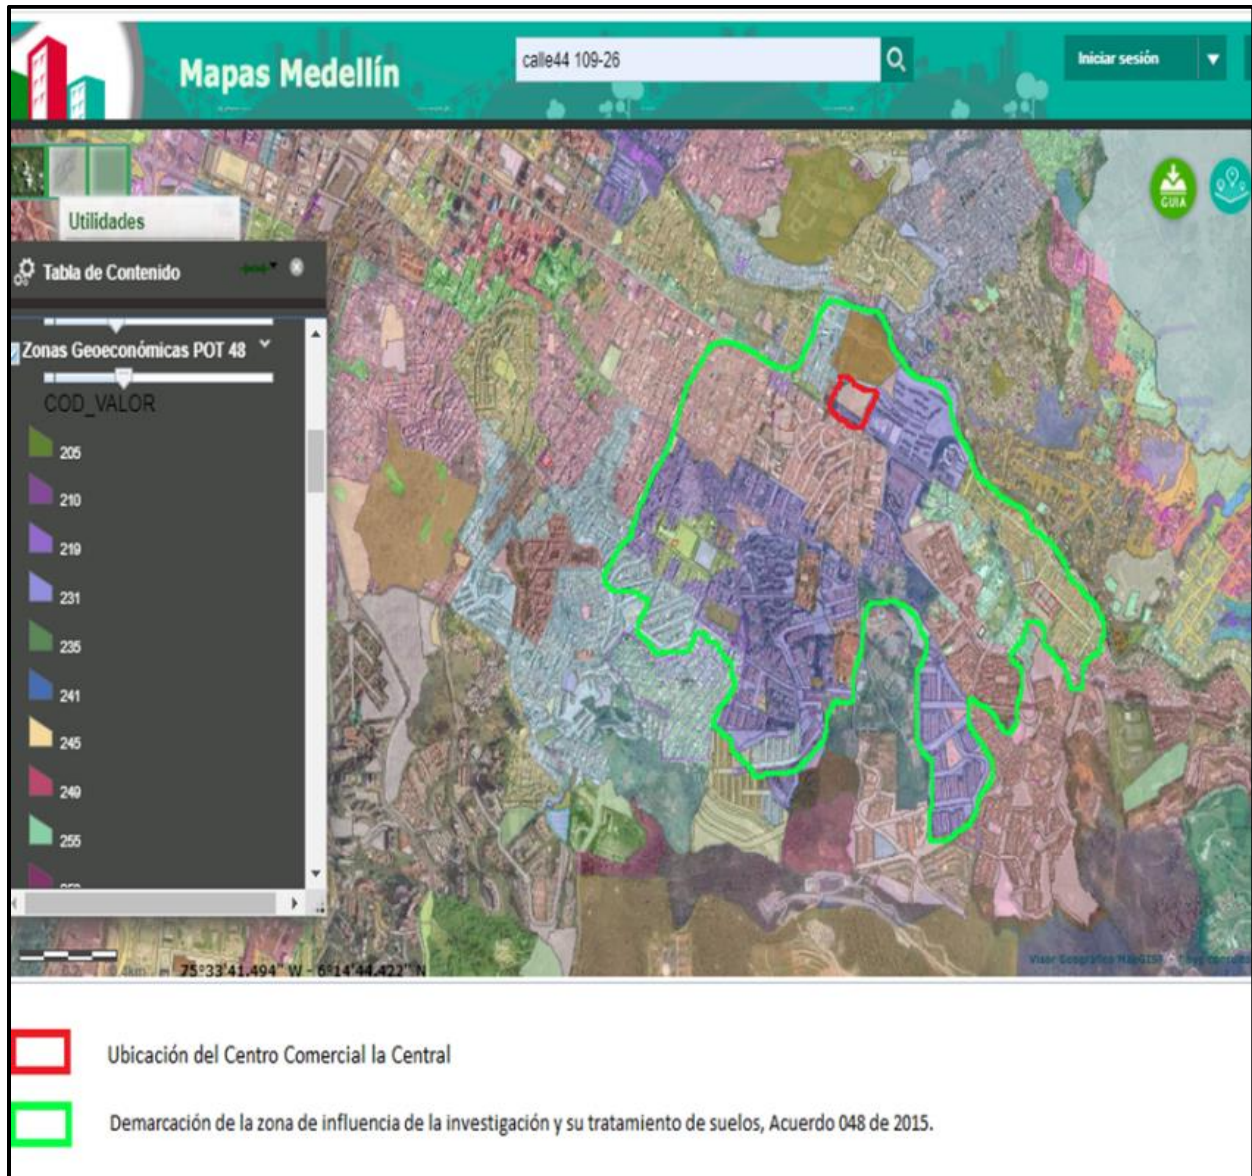 Mapas Medellín
calle44 109-26
Iniciar sesión
GUIA
Utilidades
Tabla de Contenido
Zonas Geoeconómicas POT 48
COD_VALOR
205
210
219
231
235
241
245
249
255
75°33'41.494" W - 6°14'44.422" N
Visor Geográfico MapGIS
Ubicación del Centro Comercial la Central
Demarcación de la zona de influencia de la investigación y su tratamiento de suelos, Acuerdo 048 de 2015.